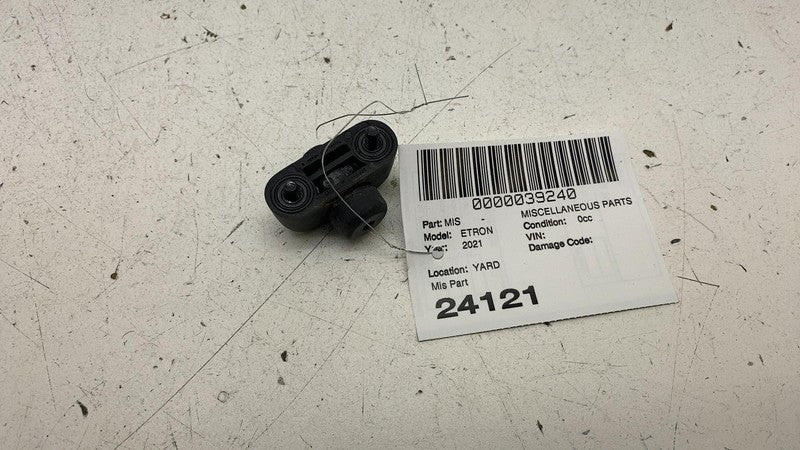 0000039240
Part: MIS - MISCELLANEOUS PARTS
Model: ETRON Condition: 0cc
Year: 2021 VIN:
Damage Code:
Location: YARD
Mis Part
24121